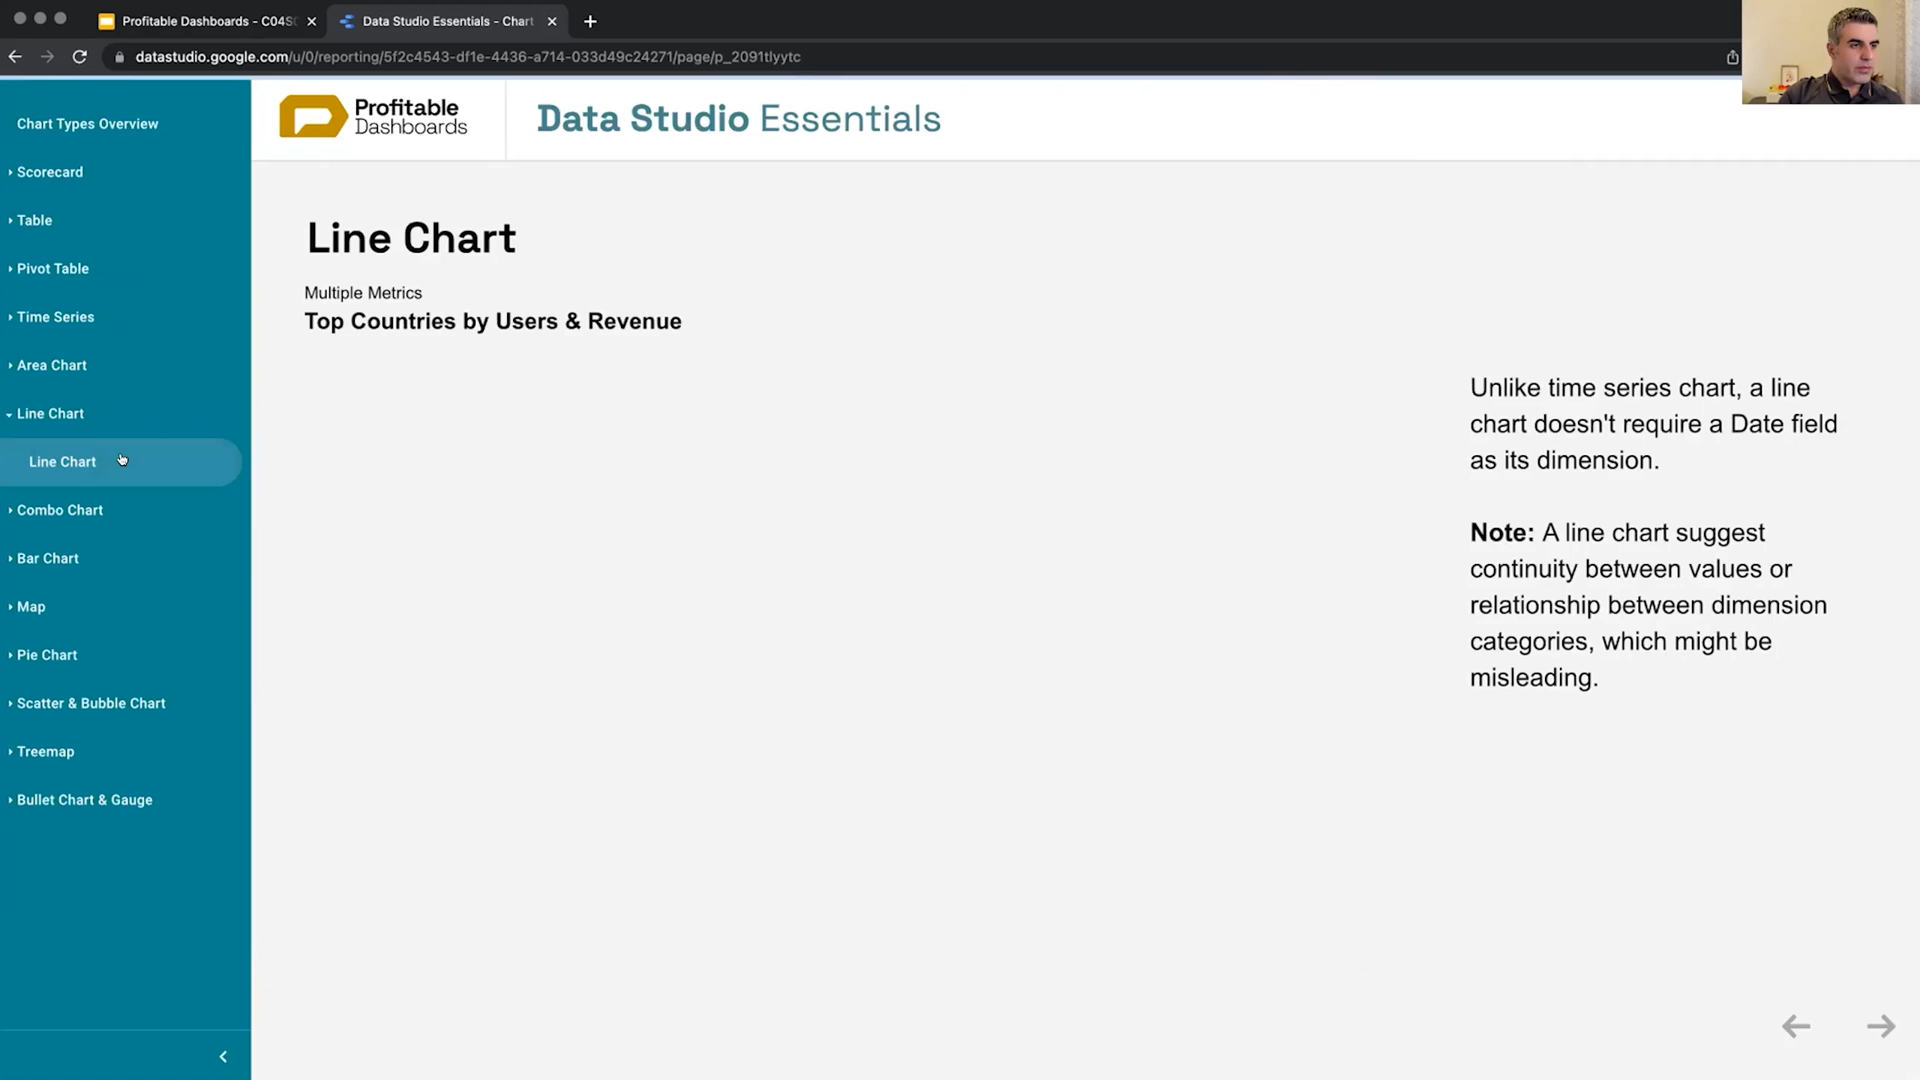 Profitable Dashboards - C04S
Data Studio Essentials - Chart
datastudio.google.com/u/0/reporting/5f2c4543-df1e-4436-a714-033d49c24271/page/p_2091tlyytc
Chart Types Overview
Scorecard
Table
Pivot Table
Time Series
Area Chart
Line Chart
Line Chart
Combo Chart
Bar Chart
Map
Pie Chart
Scatter & Bubble Chart
Treemap
Bullet Chart & Gauge
Profitable
Dashboards
Data Studio Essentials
Line Chart
Multiple Metrics
Top Countries by Users & Revenue
Unlike time series chart, a line
chart doesn't require a Date field
as its dimension.
Note: A line chart suggest
continuity between values or
relationship between dimension
categories, which might be
misleading.